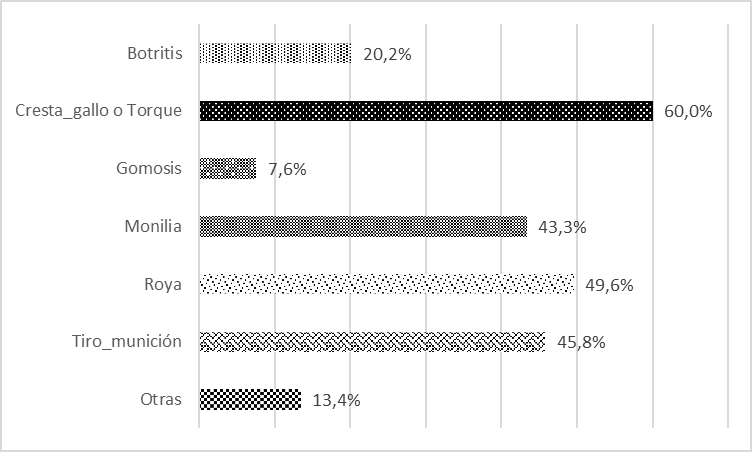 Botritis 20,2%
Cresta_gallo o Torque 60,0%
Gomosis 7,6%
Monilia 43,3%
Roya 49,6%
Tiro_munición 45,8%
Otras 13,4%